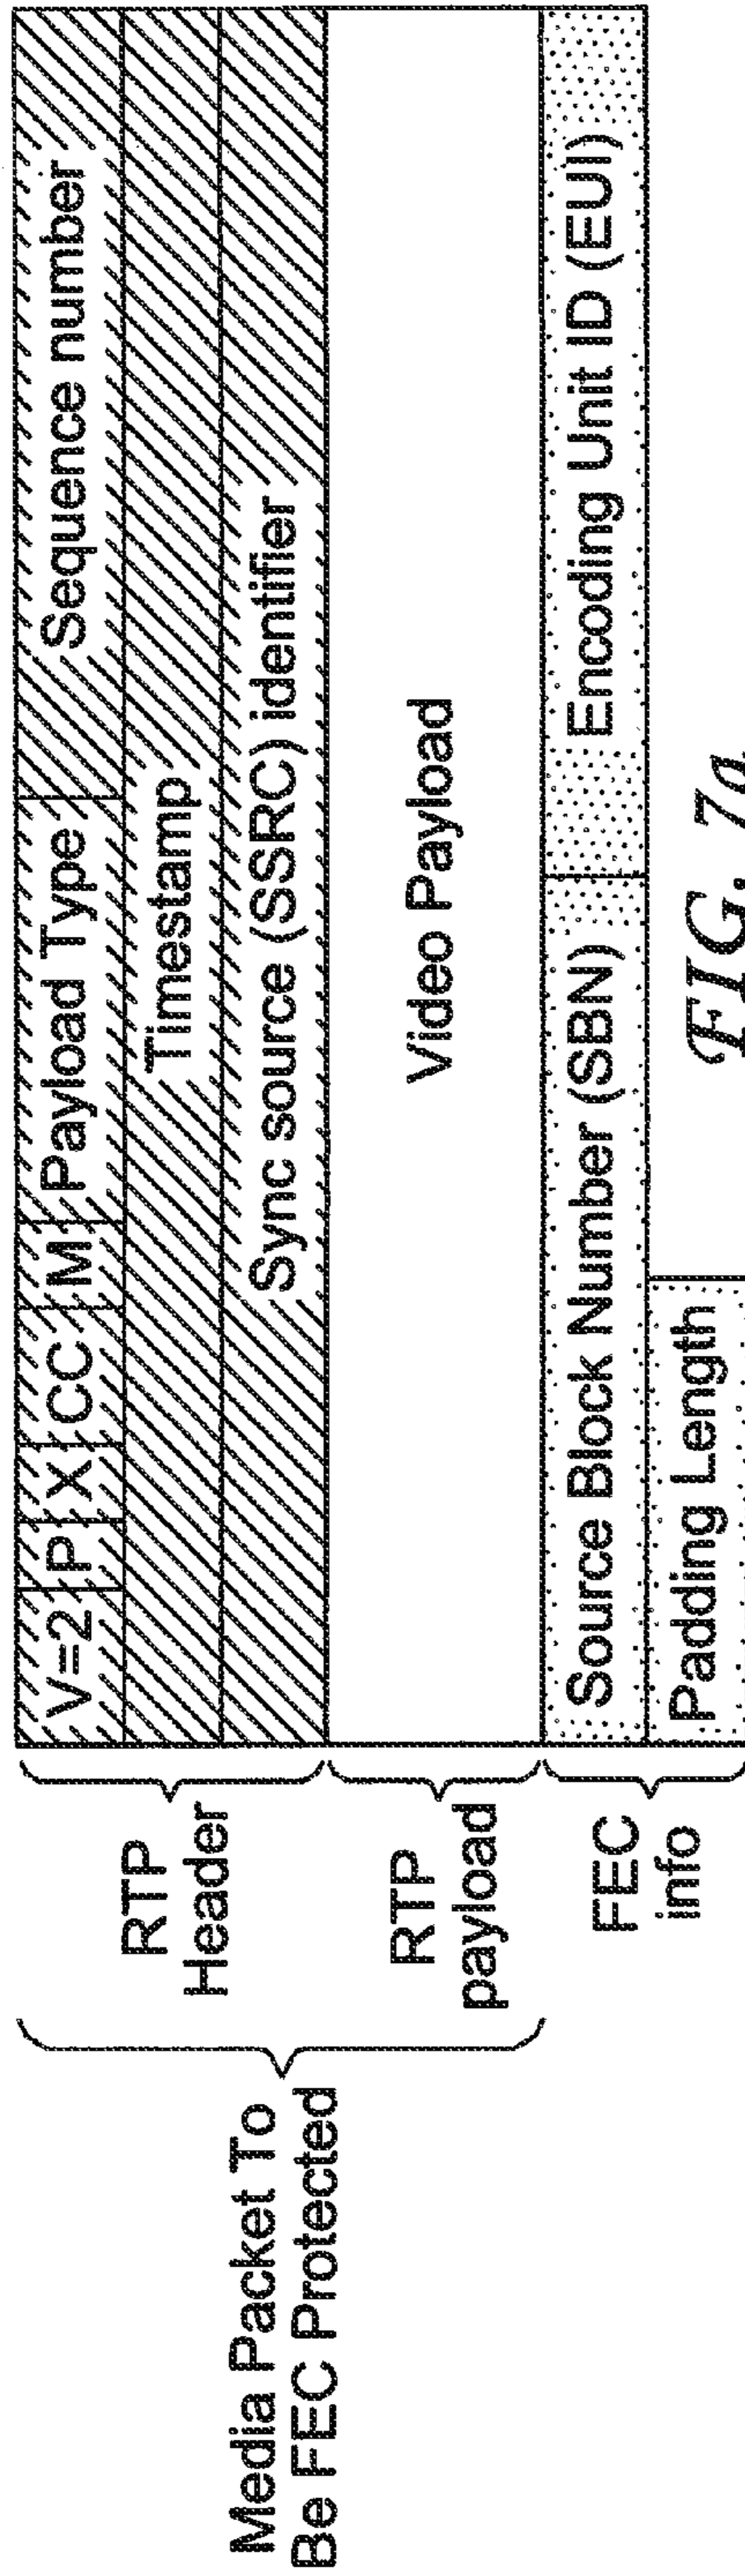 Media Packet To
Be FEC Protected
RTP
Header
V=2 P X CC M Payload Type Sequence number
Timestamp
Sync source (SSRC) identifier
RTP
payload
Video Payload
FEC
info
Source Block Number (SBN) Encoding Unit ID (EUI)
Padding Length
FIG. 7a